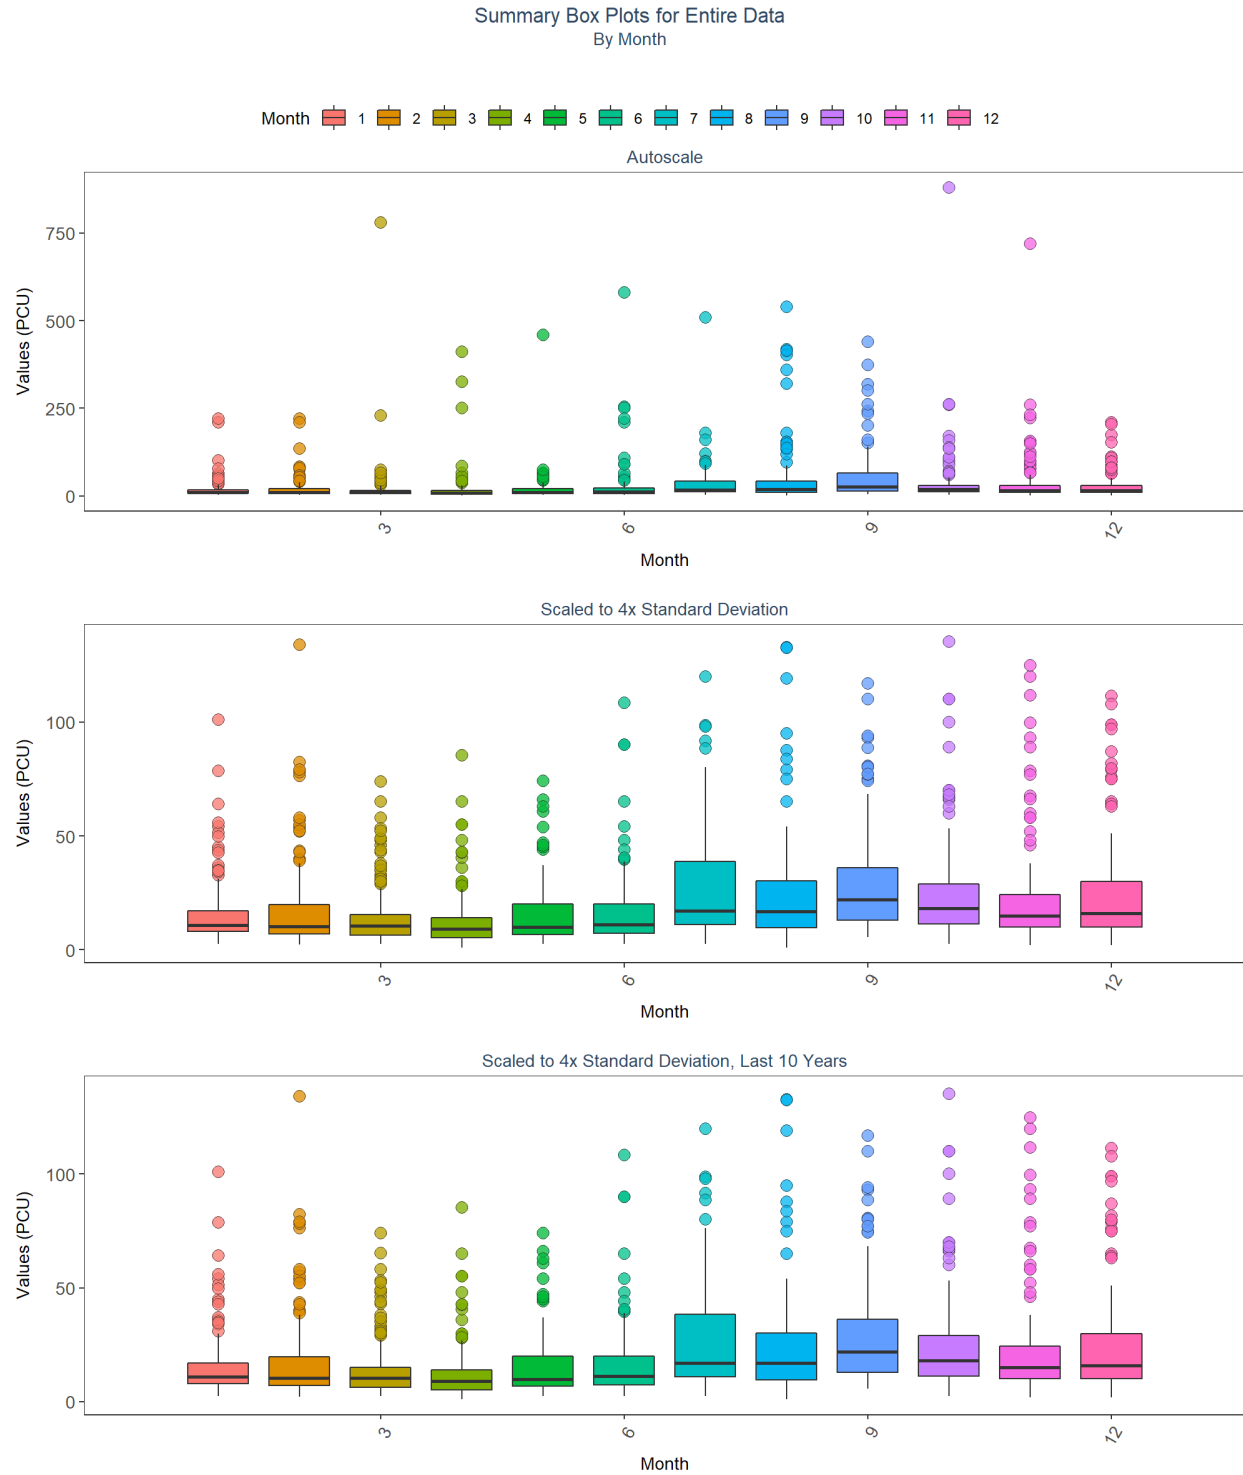 Summary Box Plots for Entire Data
By Month
Month 1 2 3 4 5 6 7 8 9 10 11 12
Autoscale
Values (PCU)
750
500
250
0
3 6 9 12
Month
Scaled to 4x Standard Deviation
Values (PCU)
100
50
0
3 6 9 12
Month
Scaled to 4x Standard Deviation, Last 10 Years
Values (PCU)
100
50
0
3 6 9 12
Month